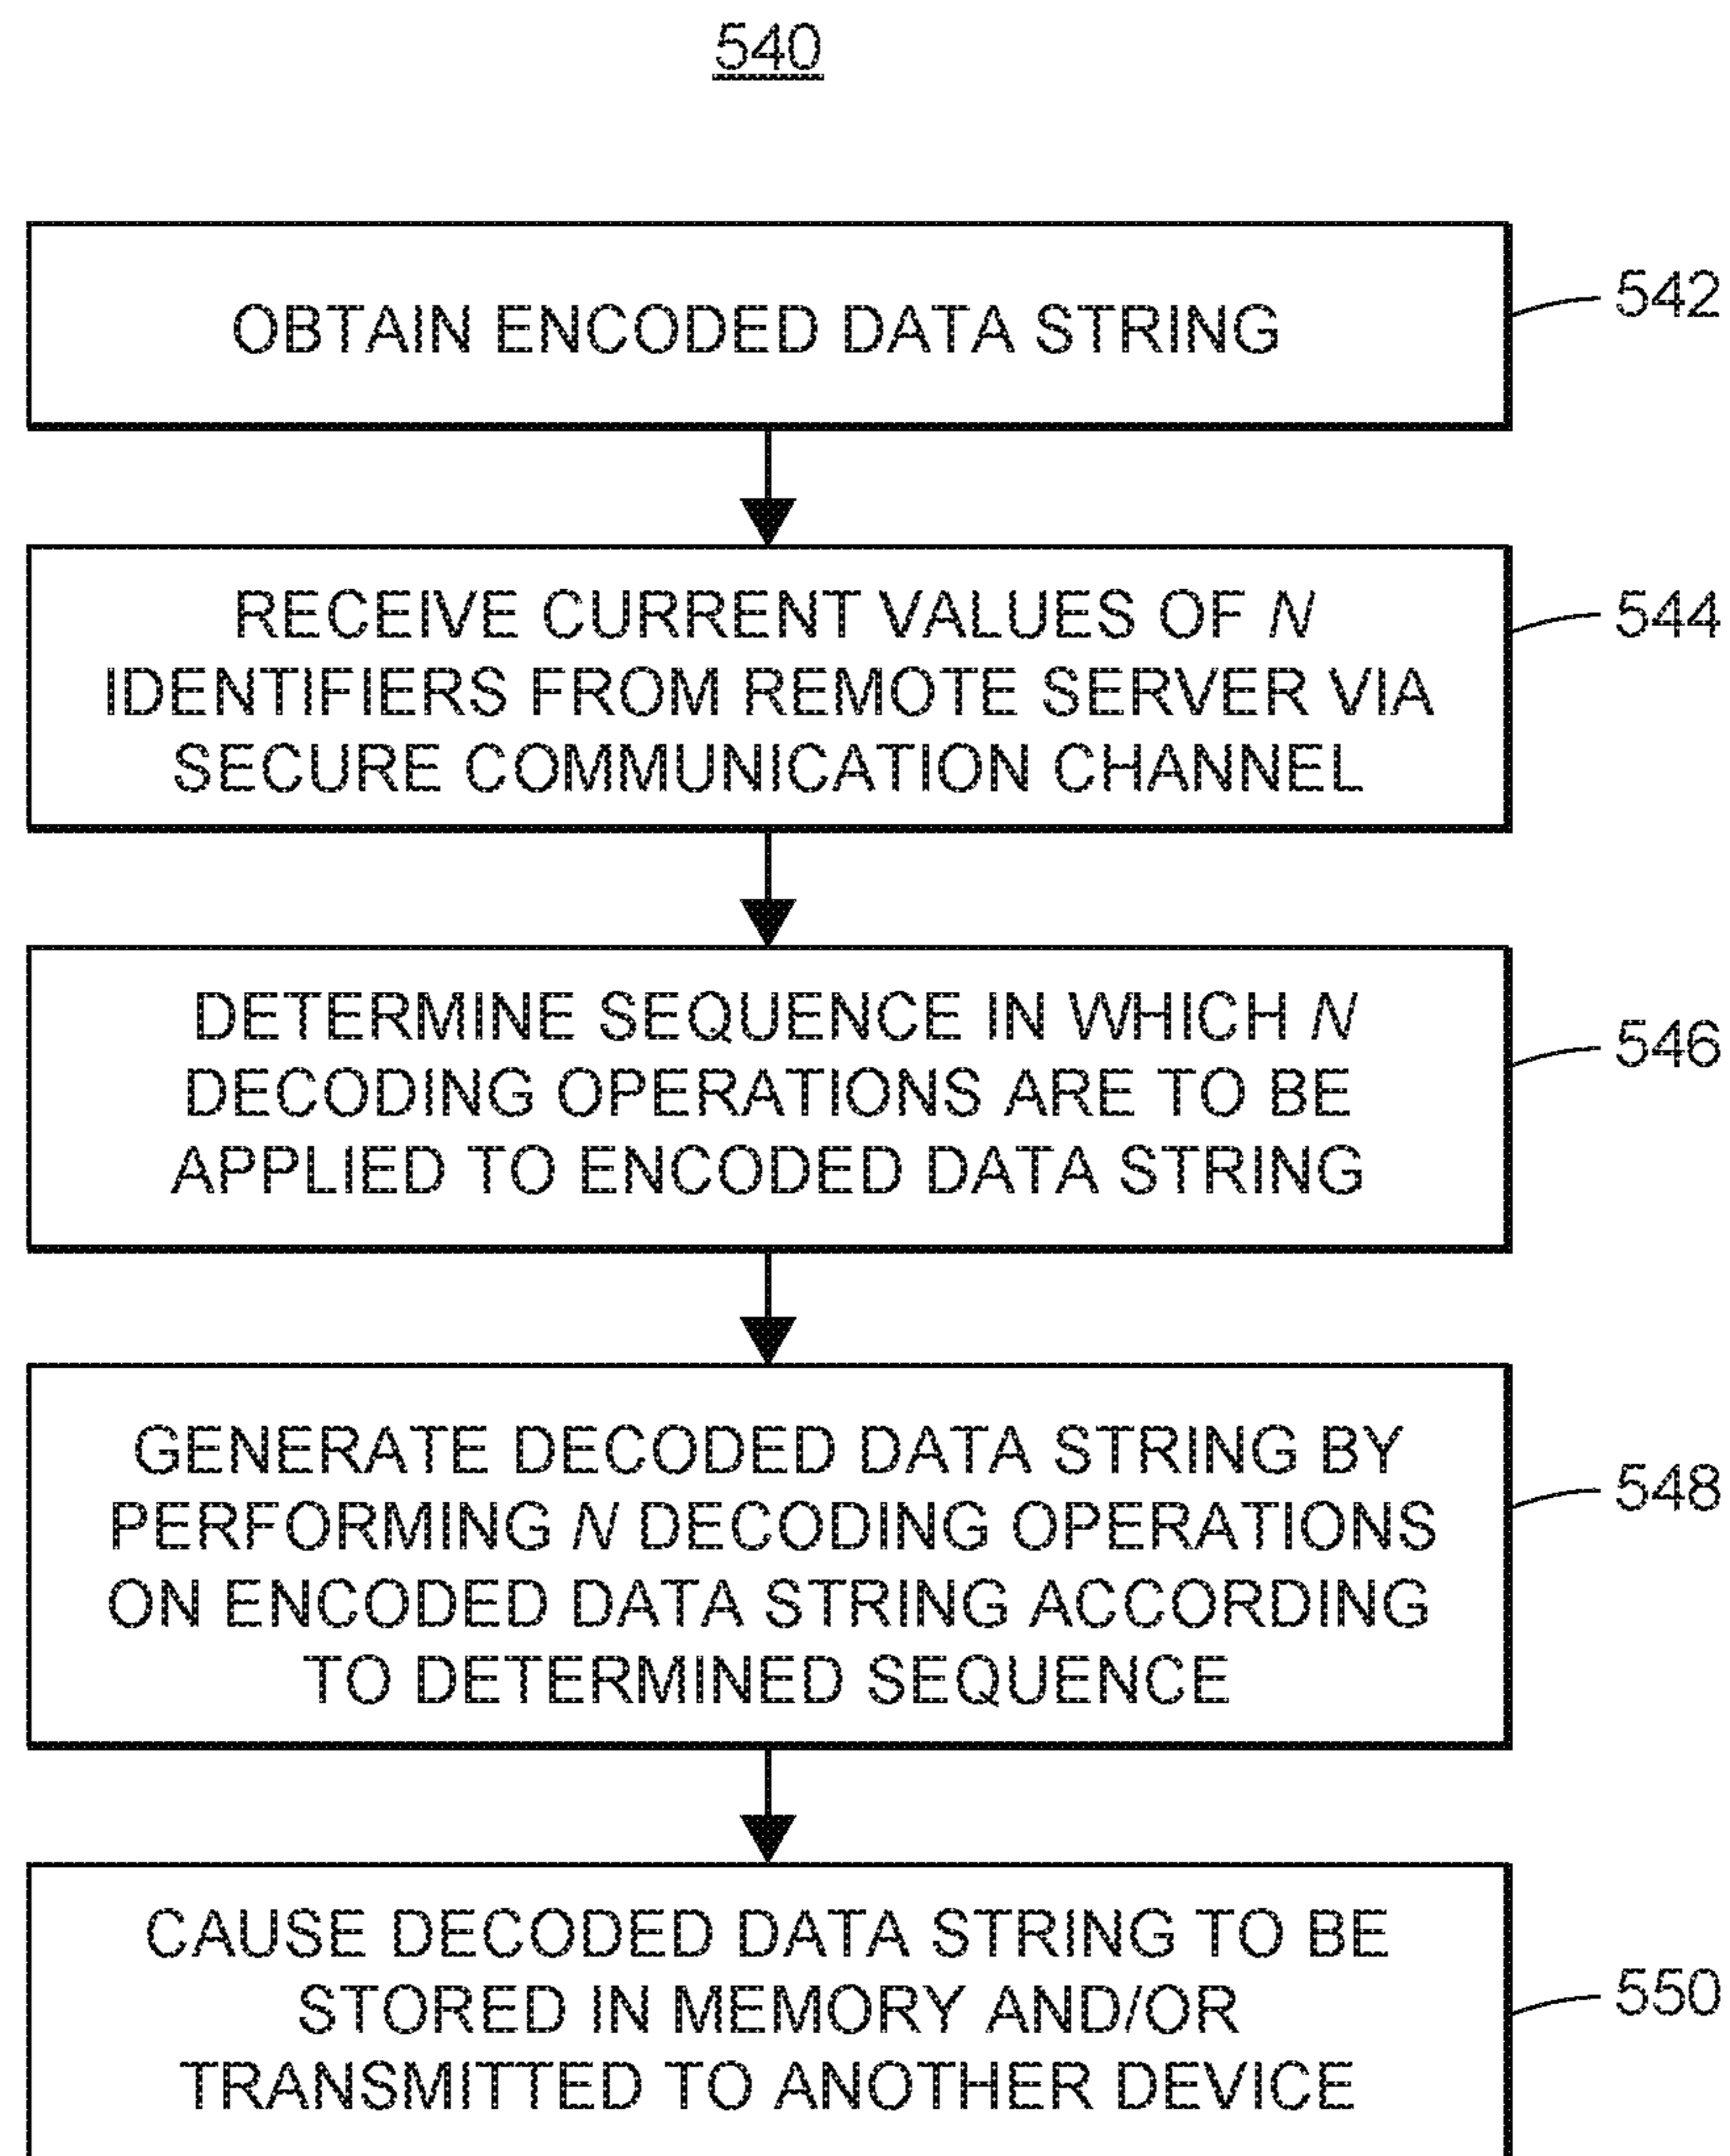 540
OBTAIN ENCODED DATA STRING
542
RECEIVE CURRENT VALUES OF N
IDENTIFIERS FROM REMOTE SERVER VIA
SECURE COMMUNICATION CHANNEL
544
DETERMINE SEQUENCE IN WHICH N
DECODING OPERATIONS ARE TO BE
APPLIED TO ENCODED DATA STRING
546
GENERATE DECODED DATA STRING BY
PERFORMING N DECODING OPERATIONS
ON ENCODED DATA STRING ACCORDING
TO DETERMINED SEQUENCE
548
CAUSE DECODED DATA STRING TO BE
STORED IN MEMORY AND/OR
TRANSMITTED TO ANOTHER DEVICE
550